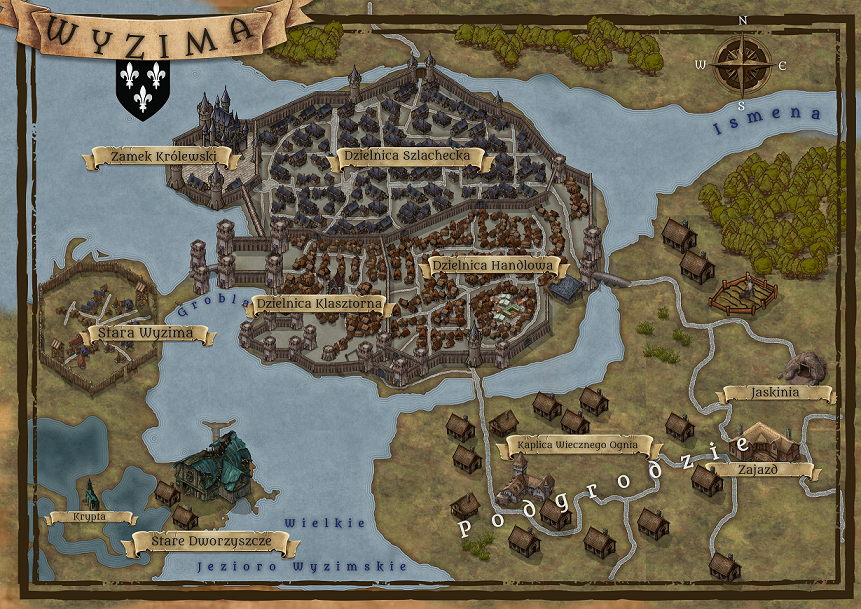 WYZIMA
N
W
E
S
Ismena
Zamek Królewski
Dzielnica Szlachecka
Dzielnica Handlowa
Grobla
Dzielnica Klasztorna
Stara Wyzima
Jaskinia
Kaplica Wiecznego Ognia
Zajazd
Podgrodzie
Krypta
Stare Dworzyszcze
Wielkie
Jezioro Wyzimskie